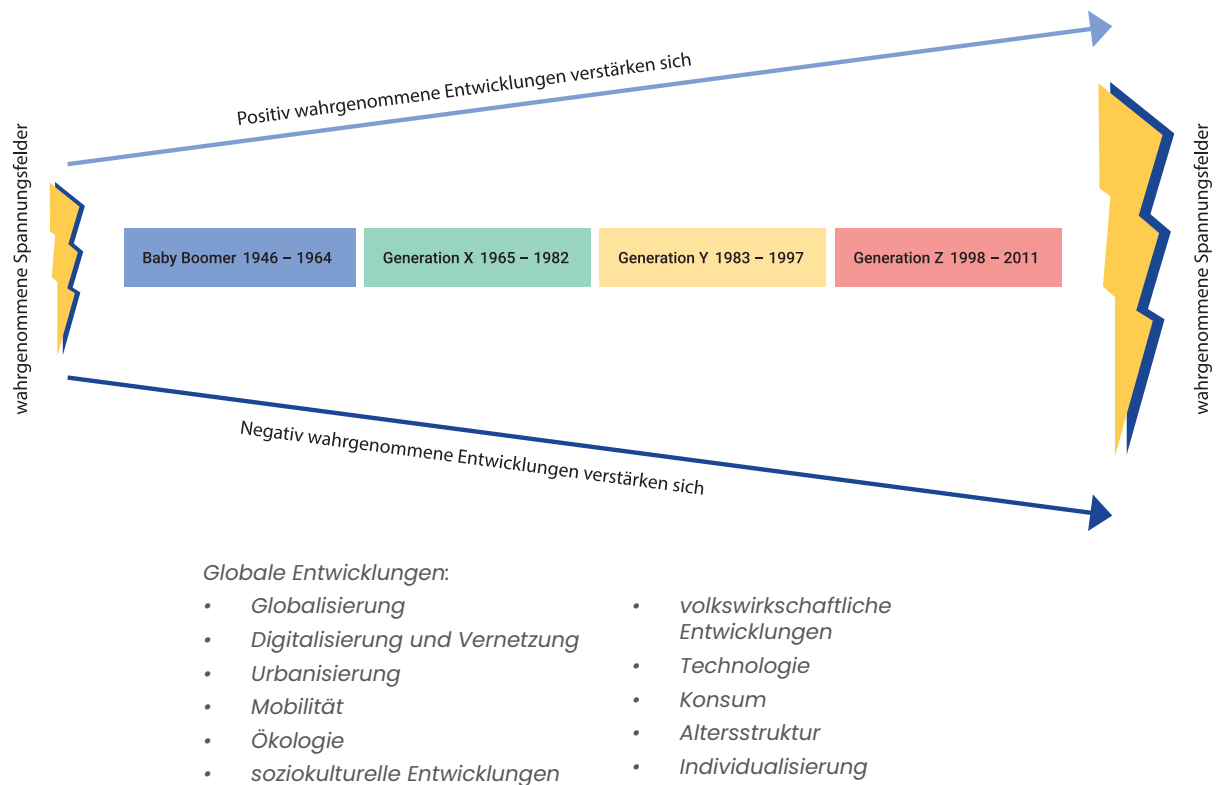 Positiv wahrgenommene Entwicklungen verstärken sich
wahrgenommene Spannungsfelder
Baby Boomer 1946 – 1964
Generation X 1965 – 1982
Generation Y 1983 – 1997
Generation Z 1998 – 2011
wahrgenommene Spannungsfelder
Negativ wahrgenommene Entwicklungen verstärken sich
Globale Entwicklungen:
• Globalisierung
• Digitalisierung und Vernetzung
• Urbanisierung
• Mobilität
• Ökologie
• soziokulturelle Entwicklungen
• volkswirkschaftliche
Entwicklungen
• Technologie
• Konsum
• Altersstruktur
• Individualisierung